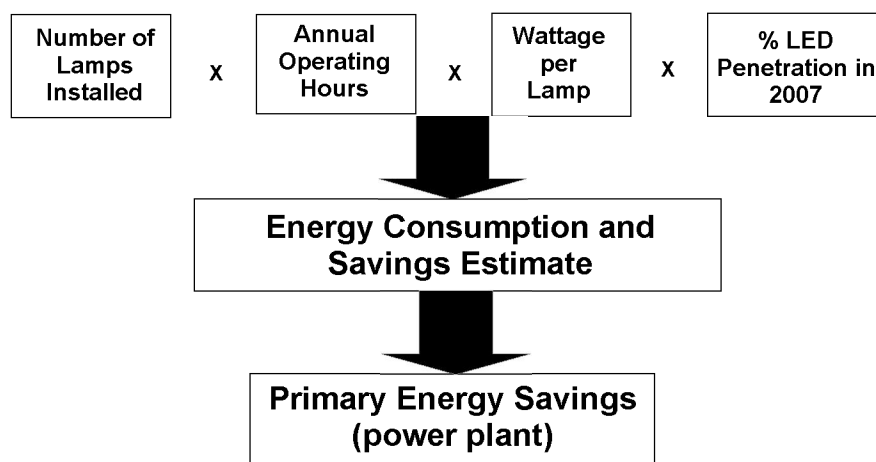 Number of
Lamps
Installed
X
Annual
Operating
Hours
X
Wattage
per
Lamp
X
% LED
Penetration in
2007
Energy Consumption and
Savings Estimate
Primary Energy Savings
(power plant)